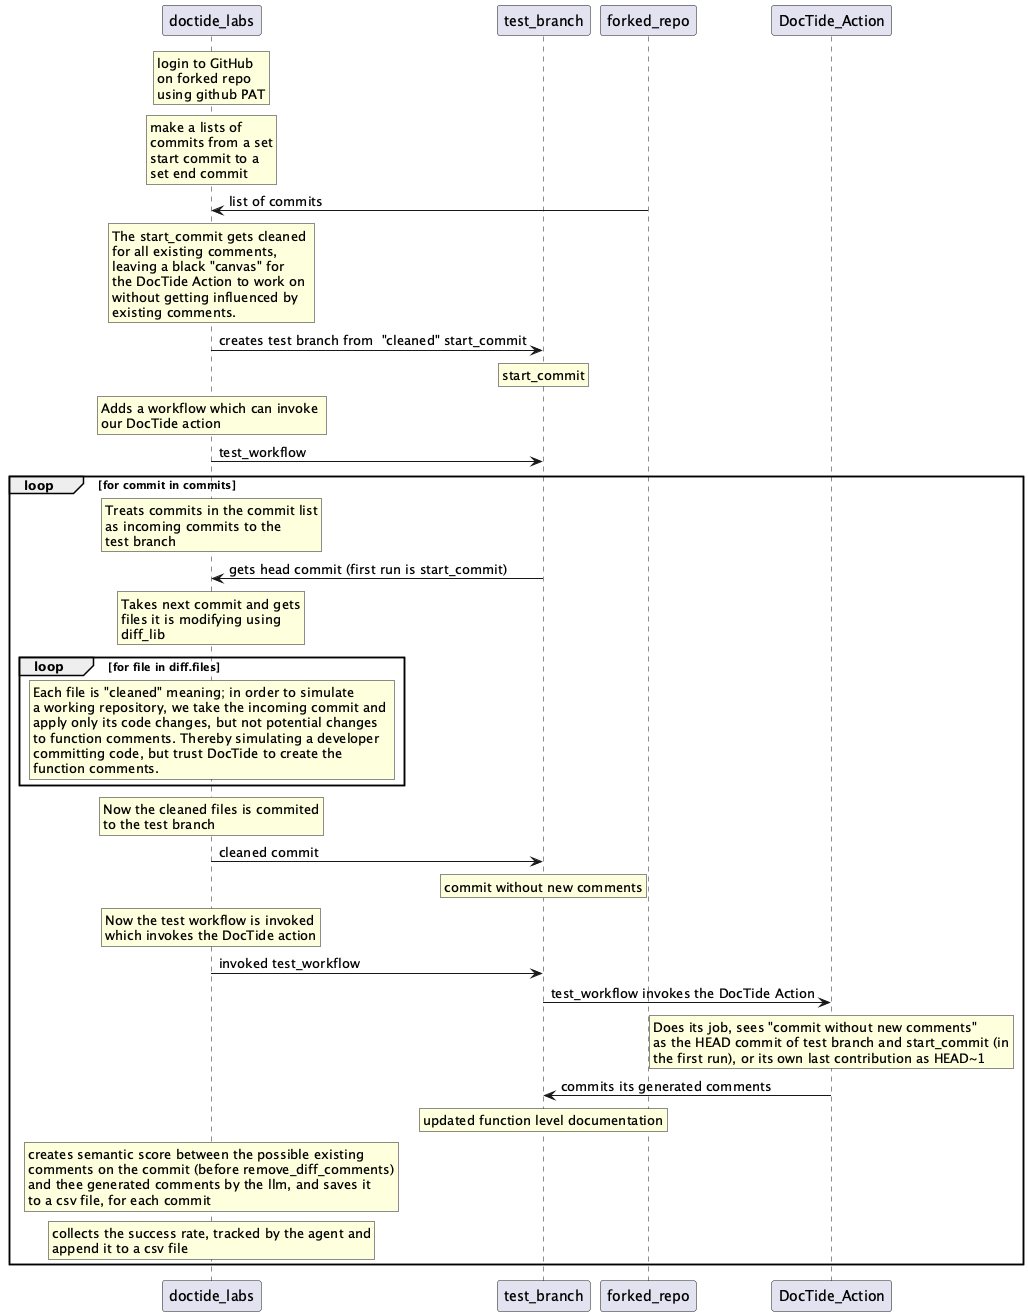 doctide_labs
test_branch
forked_repo
DocTide_Action
login to GitHub
on forked repo
using github PAT
make a lists of
commits from a set
start commit to a
set end commit
list of commits
The start_commit gets cleaned
for all existing comments,
leaving a black "canvas" for
the DocTide Action to work on
without getting influenced by
existing comments.
creates test branch from  "cleaned" start_commit
start_commit
Adds a workflow which can invoke
our DocTide action
test_workflow
loop
[for commit in commits]
Treats commits in the commit list
as incoming commits to the
test branch
gets head commit (first run is start_commit)
Takes next commit and gets
files it is modifying using
diff_lib
loop
[for file in diff.files]
Each file is "cleaned" meaning; in order to simulate
a working repository, we take the incoming commit and
apply only its code changes, but not potential changes
to function comments. Thereby simulating a developer
committing code, but trust DocTide to create the
function comments.
Now the cleaned files is commited
to the test branch
cleaned commit
commit without new comments
Now the test workflow is invoked
which invokes the DocTide action
invoked test_workflow
test_workflow invokes the DocTide Action
Does its job, sees "commit without new comments"
as the HEAD commit of test branch and start_commit (in
the first run), or its own last contribution as HEAD~1
commits its generated comments
updated function level documentation
creates semantic score between the possible existing
comments on the commit (before remove_diff_comments)
and thee generated comments by the llm, and saves it
to a csv file, for each commit
collects the success rate, tracked by the agent and
append it to a csv file
doctide_labs
test_branch
forked_repo
DocTide_Action